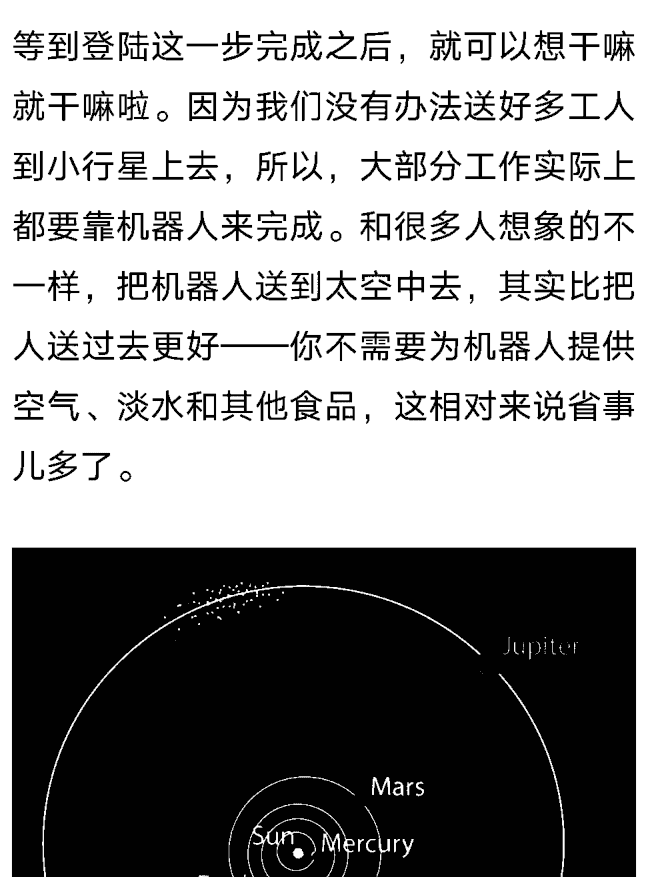 等到登陆这一步完成之后，就可以想干嘛
就干嘛啦。因为我们没有办法送好多工人
到小行星上去，所以，大部分工作实际上
都要靠机器人来完成。和很多人想象的不
一样，把机器人送到太空中去，其实比把
人送过去更好——你不需要为机器人提供
空气、淡水和其他食品，这相对来说省事
儿多了。
Jupiter
Mars
Sun
Mercury